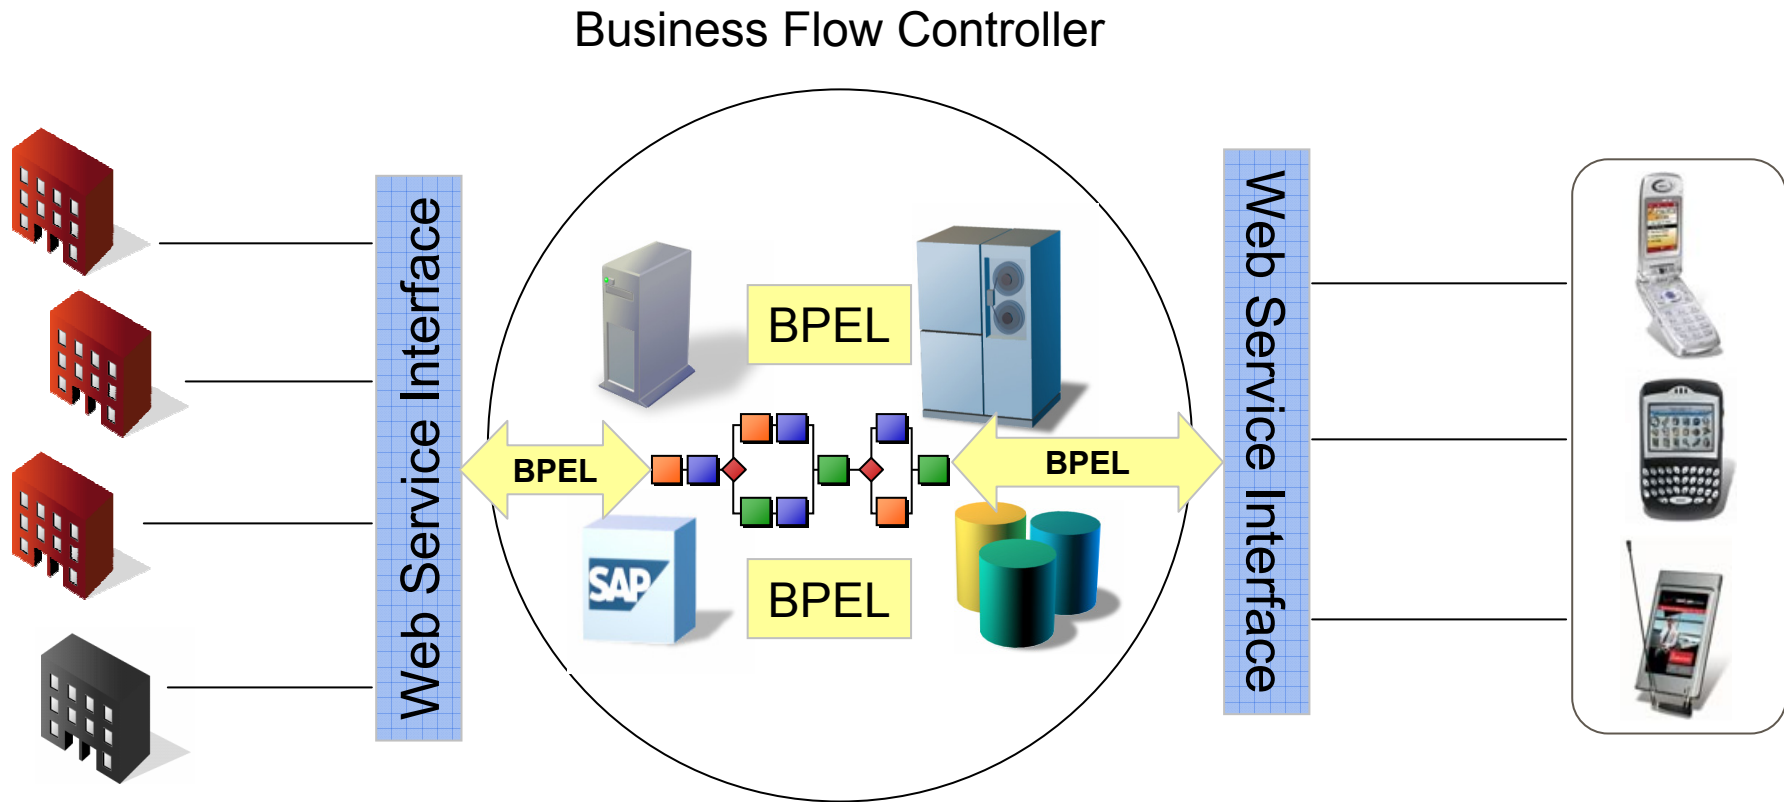 Business Flow Controller
Web Service Interface
BPEL
BPEL
BPEL
SAP
BPEL
Web Service Interface